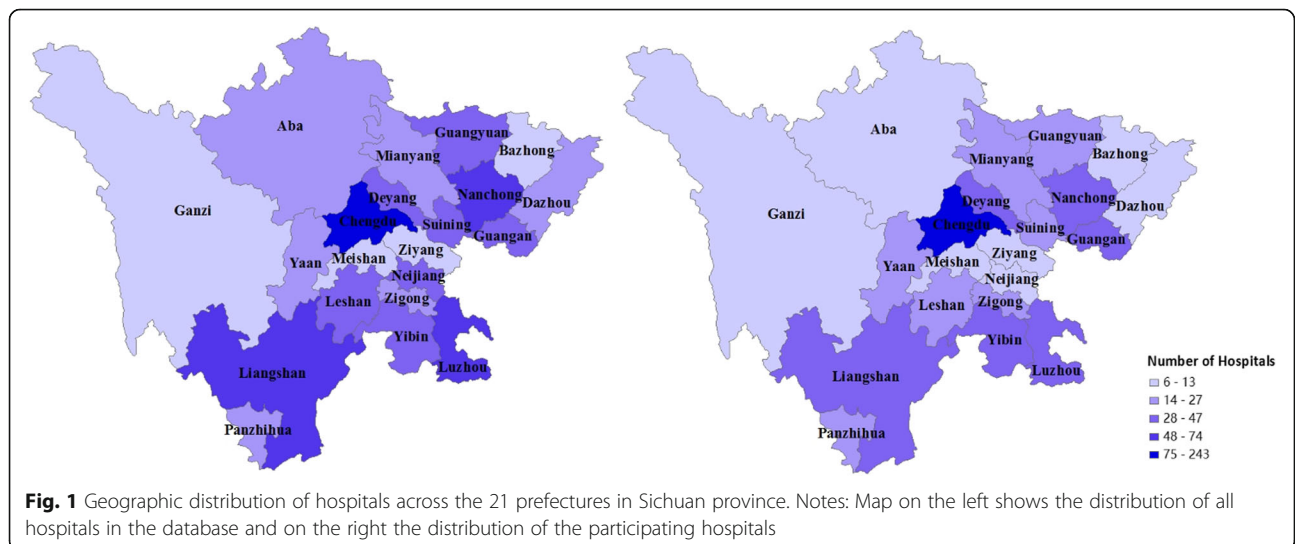 Aba
Guangyuan
Bazhong
Mianyang
Ganzi
Deyang
Nanchong
Dazhou
Chengdu
Suining
Guangan
Ziyang
Yaan
Meishan
Neijiang
Leshan
Zigong
Yibin
Liangshan
Luzhou
Panzhihua
Aba
Guangyuan
Bazhong
Mianyang
Ganzi
Deyang
Nanchong
Dazhou
Chengdu
Suining
Guangan
Ziyang
Yaan
Meishan
Neijiang
Leshan
Zigong
Yibin
Liangshan
Luzhou
Panzhihua
Number of Hospitals
6 - 13
14 - 27
28 - 47
48 - 74
75 - 243
Fig. 1 Geographic distribution of hospitals across the 21 prefectures in Sichuan province. Notes: Map on the left shows the distribution of all
hospitals in the database and on the right the distribution of the participating hospitals